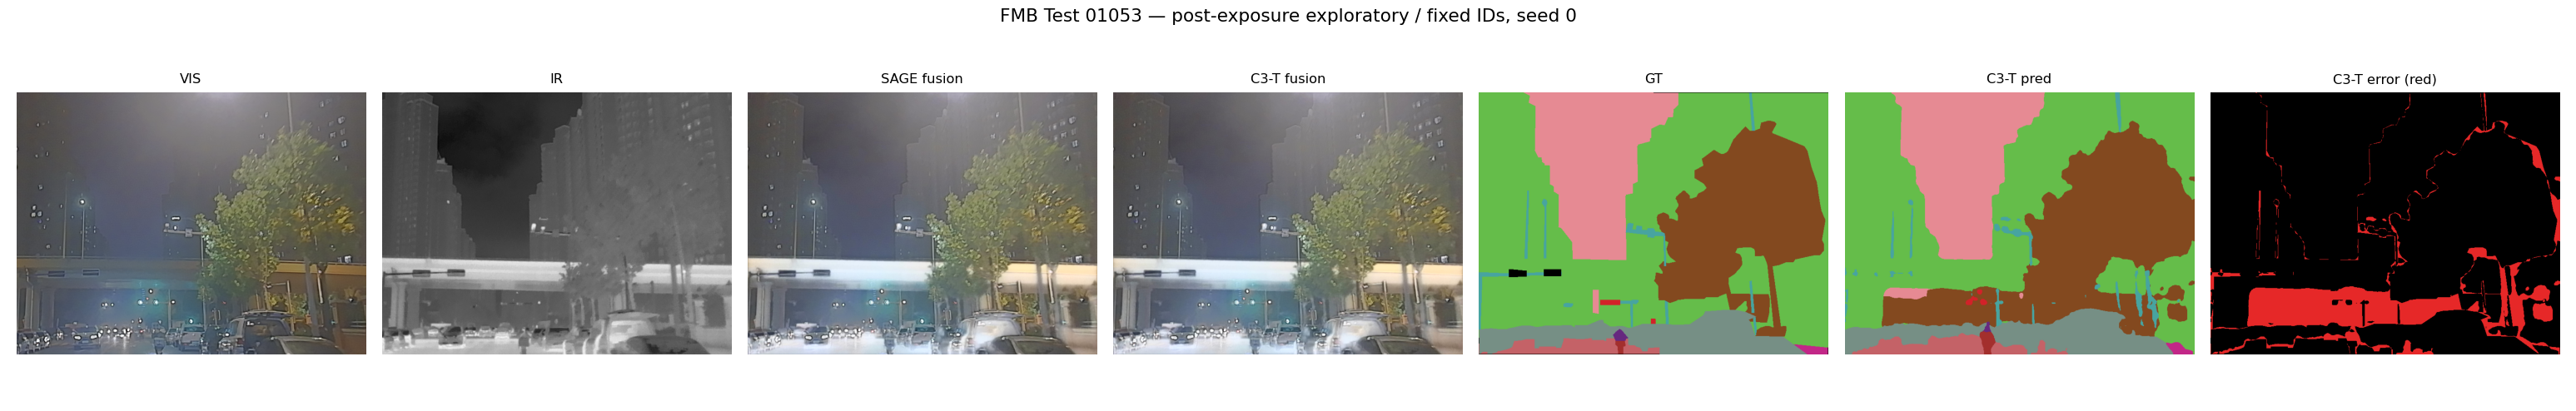 FMB Test 01053 — post-exposure exploratory / fixed IDs, seed 0
VIS
IR
SAGE fusion
C3-T fusion
GT
C3-T pred
C3-T error (red)